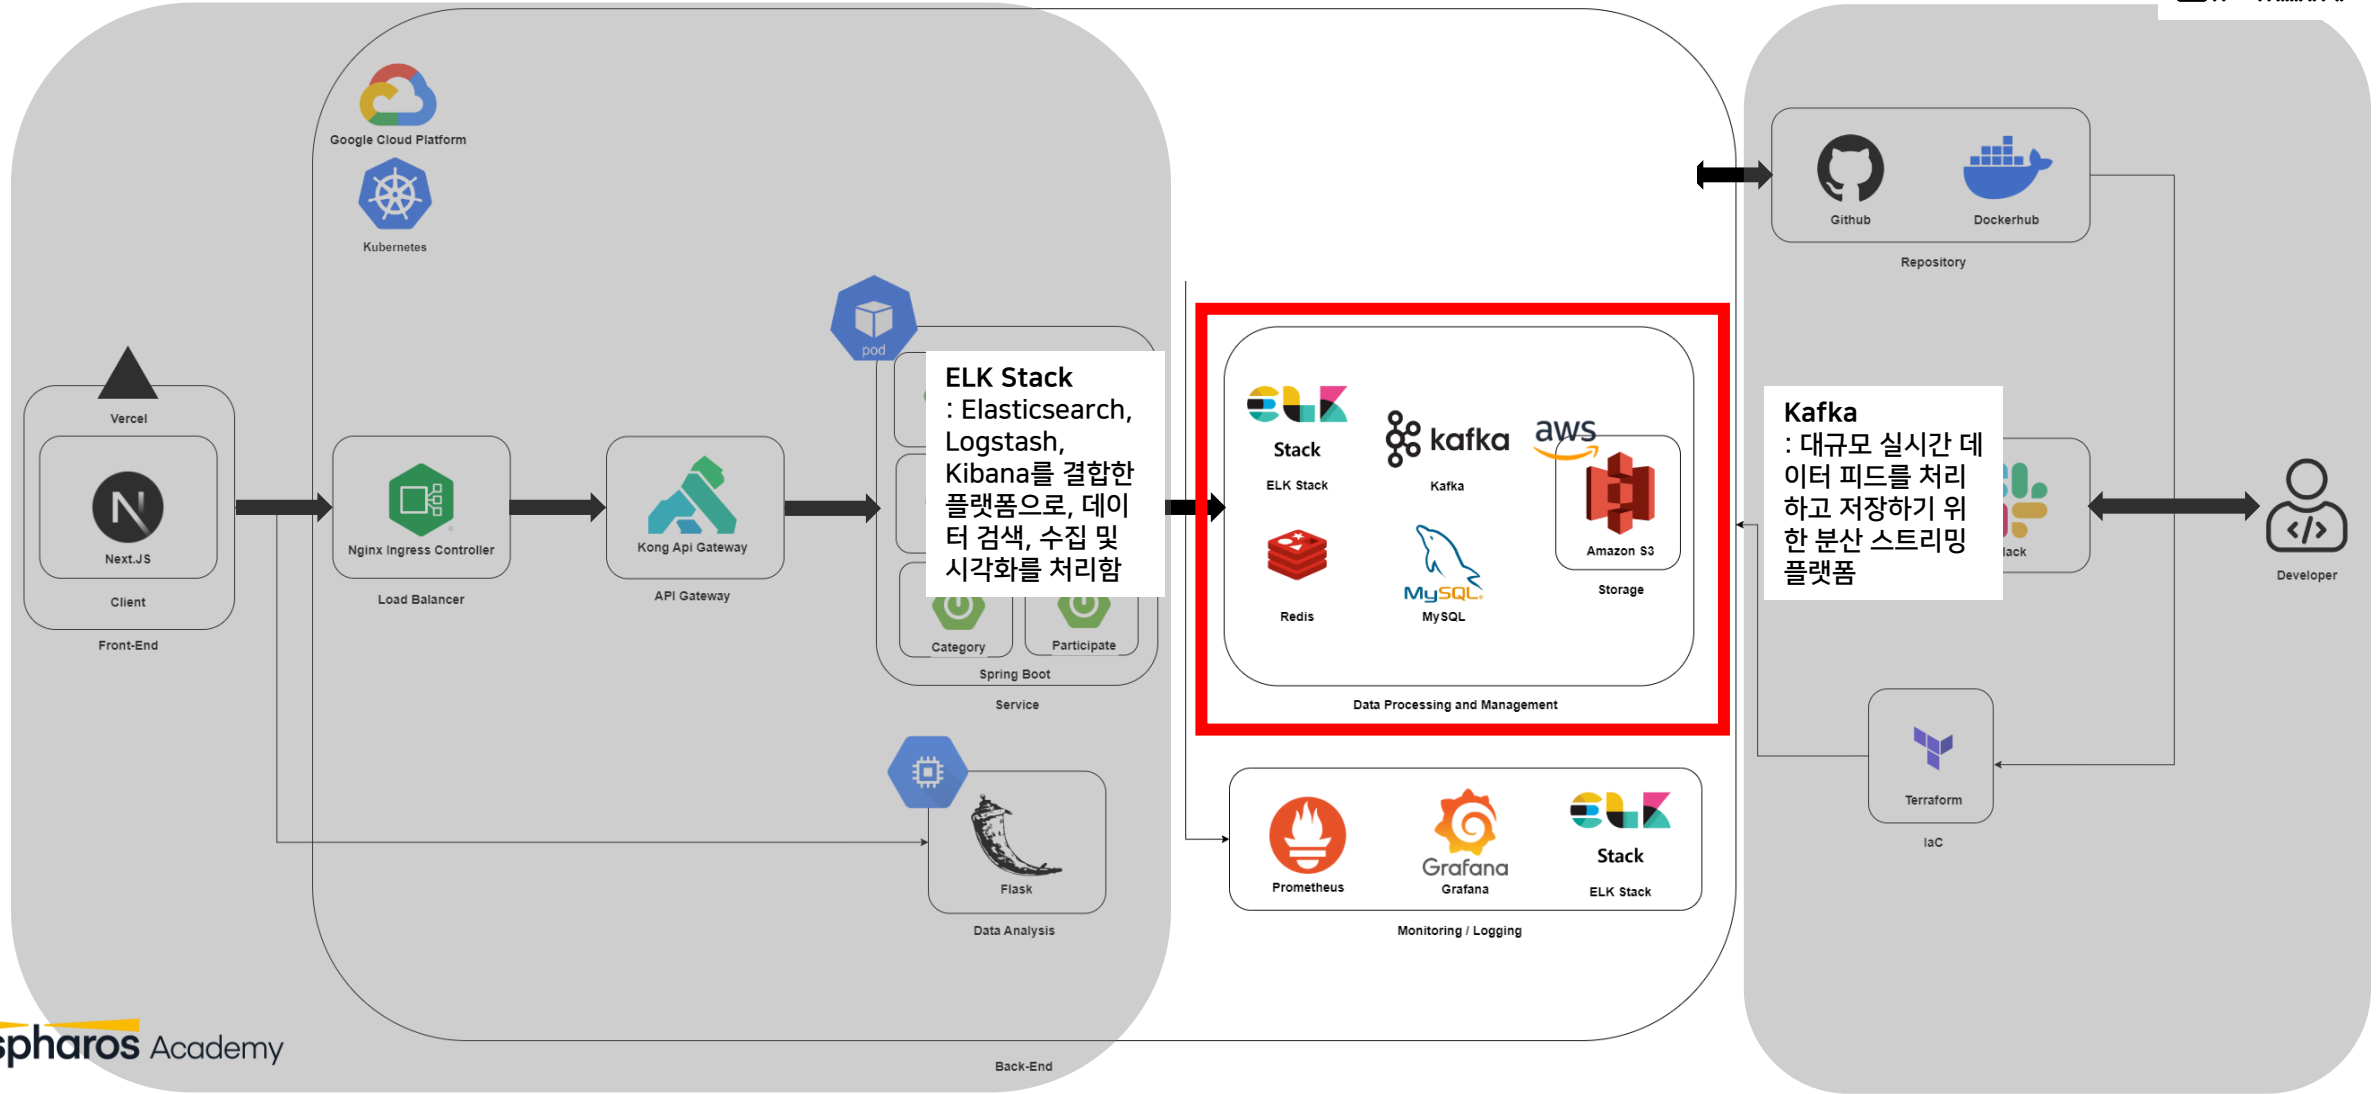 Google Cloud Platform
Kubernetes
pod
Vercel
Next.JS
Client
Front-End
Nginx Ingress Controller
Load Balancer
Kong Api Gateway
API Gateway
ELK Stack
: Elasticsearch,
Logstash,
Kibana를 결합한
플랫폼으로, 데이
터 검색, 수집 및
시각화를 처리함
Category
Participate
Spring Boot
Service
Flask
Data Analysis
Stack
ELK Stack
kafka
Kafka
aws
Amazon S3
Storage
Redis
MySQL
MySQL
Data Processing and Management
Prometheus
Grafana
Grafana
Stack
ELK Stack
Monitoring / Logging
Back-End
Github
Dockerhub
Repository
Kafka
: 대규모 실시간 데
이터 피드를 처리
하고 저장하기 위
한 분산 스트리밍
플랫폼
lack
Developer
Terraform
IaC
spharos Academy